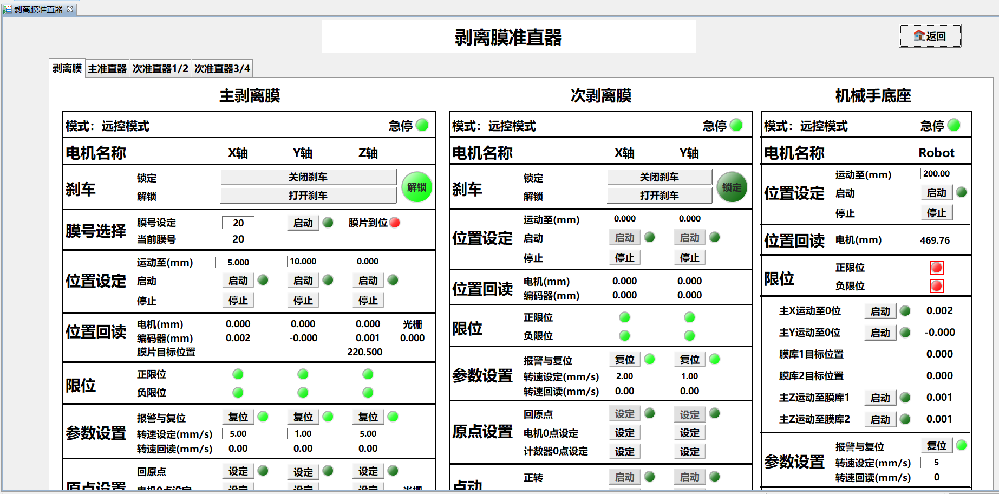 剥离膜准直器
剥离膜准直器
返回
剥离膜 主准直器 次准直器1/2 次准直器3/4
主剥离膜
模式：远控模式 急停
电机名称 X轴 Y轴 Z轴
刹车 锁定 关闭刹车 解锁
解锁 打开刹车
膜号选择 膜号设定 20 启动 膜片到位
当前膜号 20
位置设定 运动至(mm) 5.000 10.000 0.000
启动 启动 启动 启动
停止 停止 停止 停止
位置回读 电机(mm) 0.000 0.000 0.000 光栅
编码器(mm) 0.002 -0.000 0.001 0.000
膜片目标位置 220.500
限位 正限位
负限位
参数设置 报警与复位 复位 复位 复位
转速设定(mm/s) 5.00 1.00 5.00
转速回读(mm/s) 0.00 0.00 0.00
原点设置 回原点 设定 设定 设定
电机0点设定 设定 设定 设定 光栅
次剥离膜
模式：远控模式 急停
电机名称 X轴 Y轴
刹车 锁定 关闭刹车 锁定
解锁 打开刹车
位置设定 运动至(mm) 0.000 0.000
启动 启动 启动
停止 停止 停止
位置回读 电机(mm) 0.000 0.000
编码器(mm) 0.000 0.000
限位 正限位
负限位
参数设置 报警与复位 复位 复位
转速设定(mm/s) 2.00 1.00
转速回读(mm/s) 0.00 0.00
原点设置 回原点 设定 设定
电机0点设定 设定 设定
计数器0点设定 设定 设定
点动 正转 启动 启动
机械手底座
模式：远控模式 急停
电机名称 Robot
位置设定 运动至(mm) 200.00
启动 启动
停止 停止
位置回读 电机(mm) 469.76
限位 正限位
负限位
主X运动至0位 启动 0.002
主Y运动至0位 启动 -0.000
膜库1目标位置 0.000
膜库2目标位置 0.000
主Z运动至膜库1 启动 0.001
主Z运动至膜库2 启动 0.001
参数设置 报警与复位 复位
转速设定(mm/s) 5
转速回读(mm/s) 0